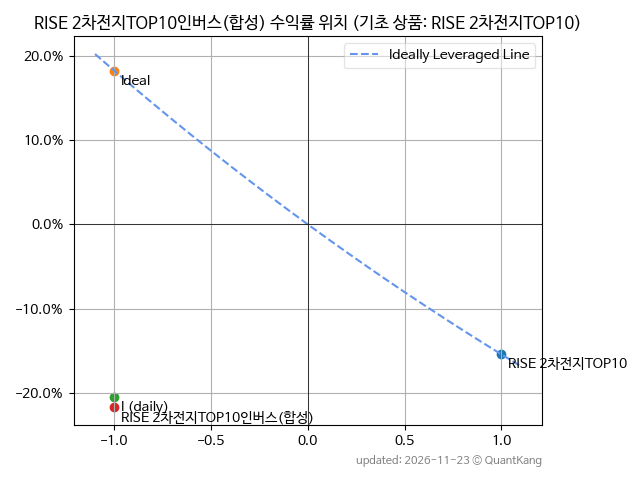 RISE 2차전지TOP10인버스(합성) 수익률 위치 (기초 상품: RISE 2차전지TOP10)
Ideally Leveraged Line
20.0%
Ideal
10.0%
0.0%
-10.0%
RISE 2차전지TOP10
-20.0%
l (daily)
RISE 2차전지TOP10인버스(합성)
-1.0 -0.5 0.0 0.5 1.0
updated: 2026-11-23 © QuantKang